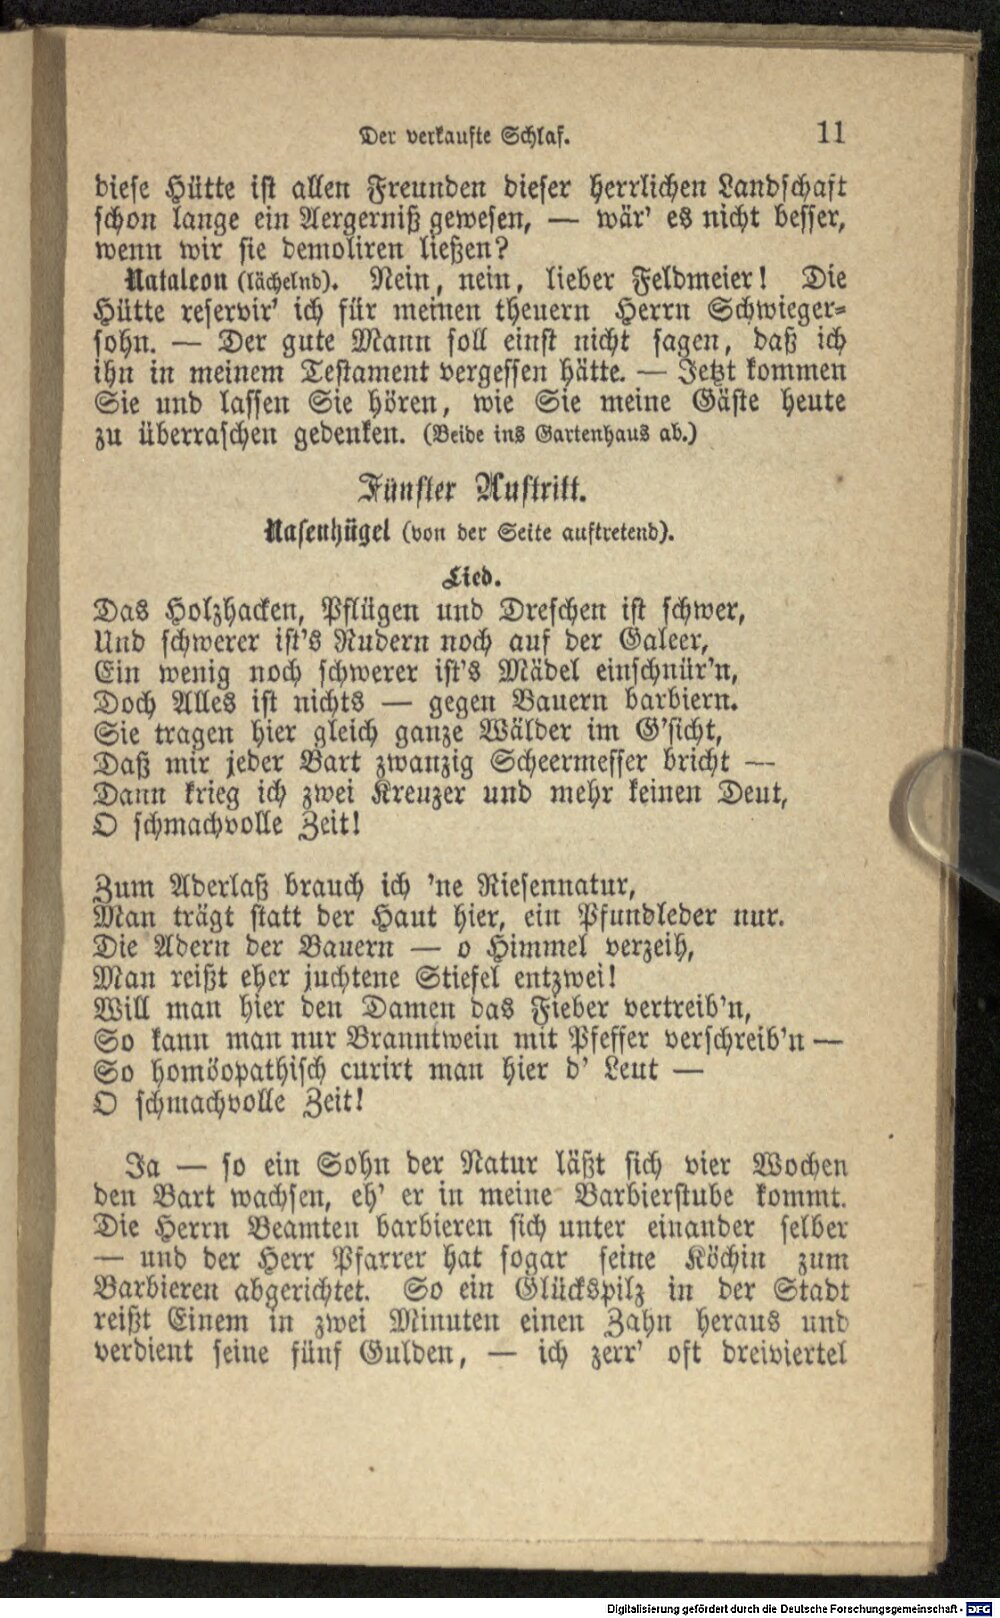 Der verkaufte Schlaf. 11
diese Hütte ist allen Freunden dieser herrlichen Landschaft
schon lange ein Aergerniß gewesen, — wär' es nicht besser,
wenn wir sie demoliren ließen?
Nataleon (lächelnd). Nein, nein, lieber Feldmeier! Die
Hütte reservir' ich für meinen theuern Herrn Schwieger-
sohn. — Der gute Mann soll einst nicht sagen, daß ich
ihn in meinem Testament vergessen hätte. — Jetzt kommen
Sie und lassen Sie hören, wie Sie meine Gäste heute
zu überraschen gedenken. (Beide ins Gartenhaus ab.)
Fünfter Auftritt.
Nasenhügel (von der Seite auftretend).
Lied.
Das Holzhacken, Pflügen und Dreschen ist schwer,
Und schwerer ist's Rudern noch auf der Galeer,
Ein wenig noch schwerer ist's Mädel einschnür'n,
Doch Alles ist nichts — gegen Bauern barbiern.
Sie tragen hier gleich ganze Wälder im G'sicht,
Daß mir jeder Bart zwanzig Scheermesser bricht —
Dann krieg ich zwei Kreuzer und mehr keinen Deut,
O schmachvolle Zeit!
Zum Aderlaß brauch ich 'ne Riesennatur,
Man trägt statt der Haut hier, ein Pfundleder nur.
Die Adern der Bauern — o Himmel verzeih,
Man reißt eher juchtene Stiefel entzwei!
Will man hier den Damen das Fieber vertreib'n,
So kann man nur Branntwein mit Pfeffer verschreib'n —
So homöopathisch curirt man hier d' Leut —
O schmachvolle Zeit!
Ja — so ein Sohn der Natur läßt sich vier Wochen
den Bart wachsen, eh' er in meine Barbierstube kommt.
Die Herrn Beamten barbieren sich unter einander selber
— und der Herr Pfarrer hat sogar seine Köchin zum
Barbieren abgerichtet. So ein Glückspilz in der Stadt
reißt Einem in zwei Minuten einen Zahn heraus und
verdient seine fünf Gulden, — ich zerr' oft dreiviertel
Digitalisierung gefördert durch die Deutsche Forschungsgemeinschaft - DFG